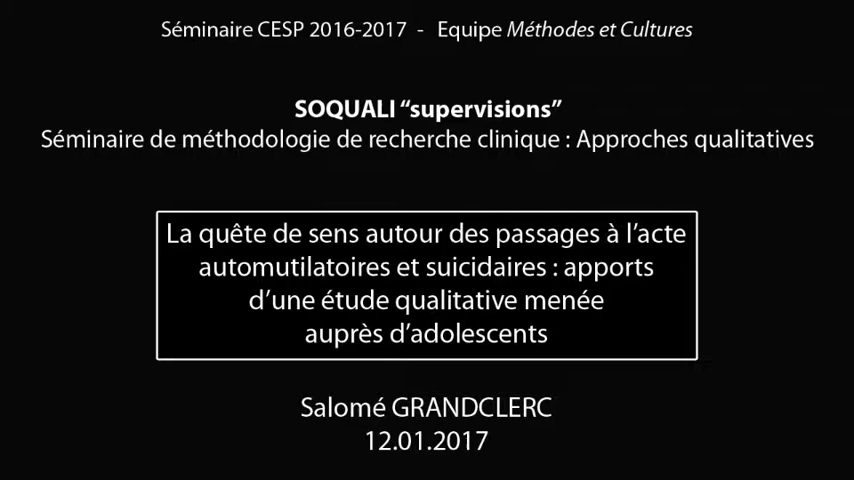 Séminaire CESP 2016-2017 - Equipe Méthodes et Cultures
SOQUALI “supervisions”
Séminaire de méthodologie de recherche clinique : Approches qualitatives
La quête de sens autour des passages à l’acte
automutilatoires et suicidaires : apports
d’une étude qualitative menée
auprès d’adolescents
Salomé GRANDCLERC
12.01.2017